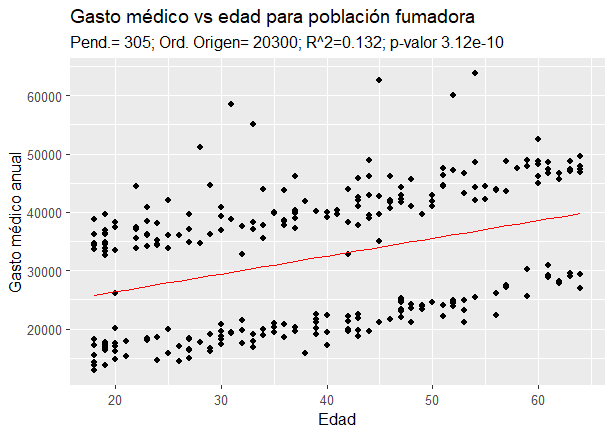 Gasto médico vs edad para población fumadora
Pend.= 305; Ord. Origen= 20300; R^2=0.132; p-valor 3.12e-10
Gasto médico anual
60000
50000
40000
30000
20000
20 30 40 50 60
Edad